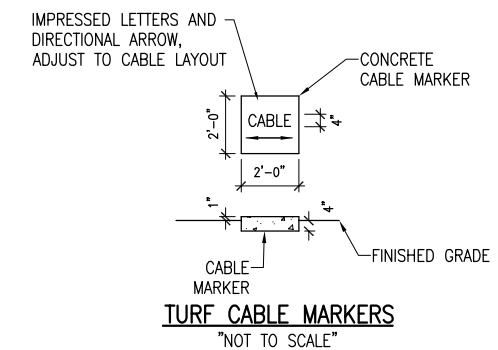 IMPRESSED LETTERS AND
DIRECTIONAL ARROW,
ADJUST TO CABLE LAYOUT
CONCRETE
CABLE MARKER
2'-0"
CABLE
4"
2'-0"
1"
4"
FINISHED GRADE
CABLE
MARKER
TURF CABLE MARKERS
"NOT TO SCALE"